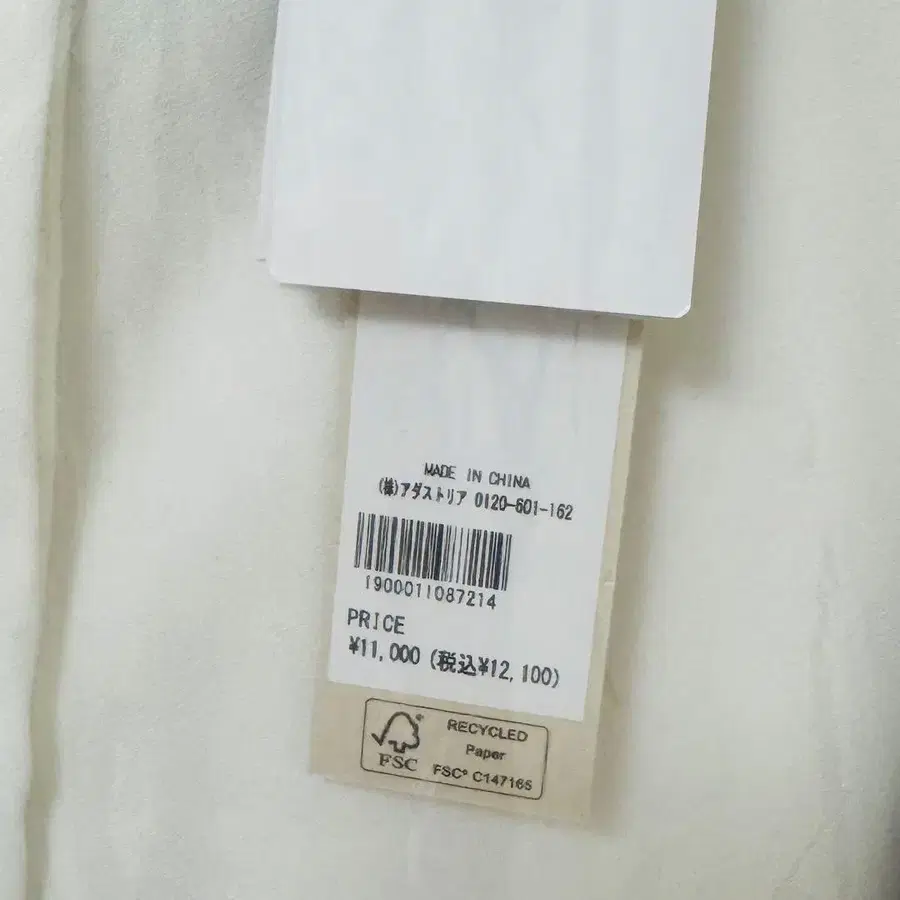 MADE IN CHINA
(株)アダストリア 0120-601-162
1900011087214
PRICE
¥11,000 (税込¥12,100)
RECYCLED
Paper
FSC® C147165
FSC